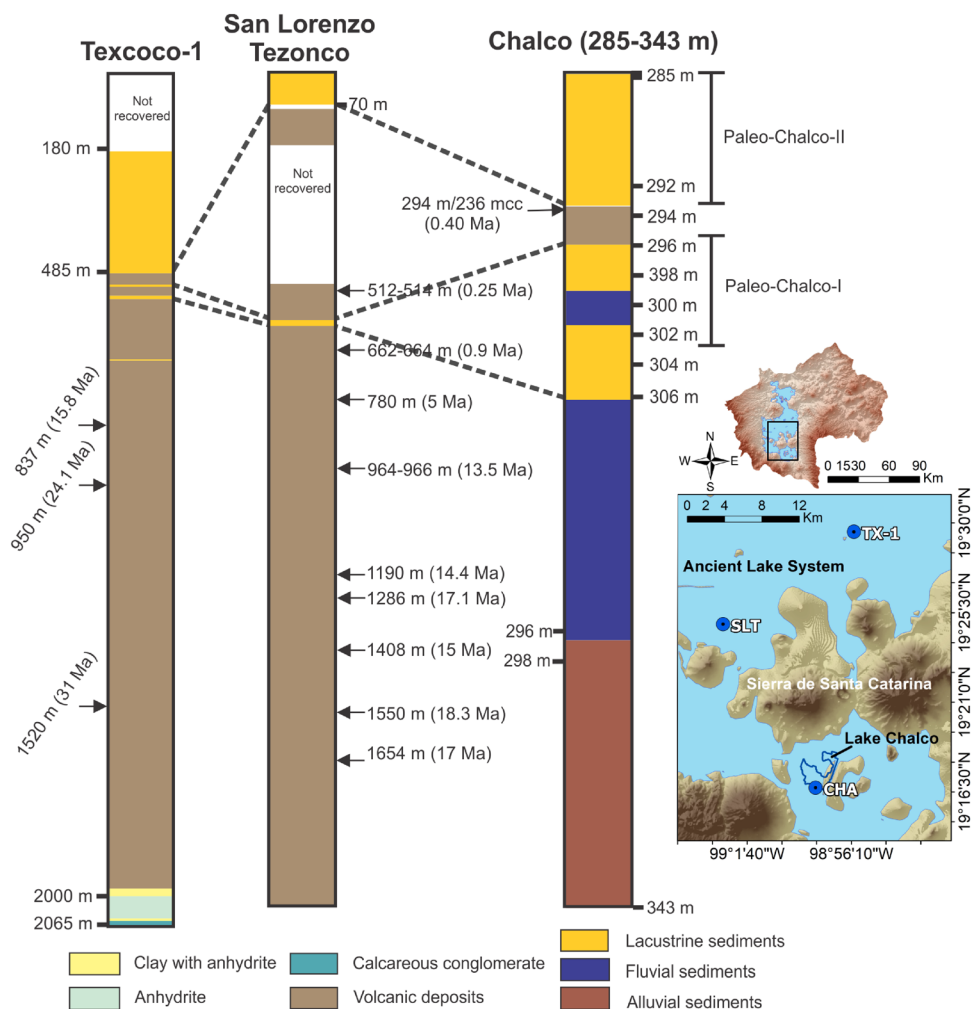 Texcoco-1
San Lorenzo
Tezonco
Chalco (285-343 m)
Not
recovered
180 m
485 m
837 m (15.8 Ma)
950 m (24.1 Ma)
1520 m (31 Ma)
2000 m
2065 m
70 m
Not
recovered
512-514 m (0.25 Ma)
662-664 m (0.9 Ma)
780 m (5 Ma)
964-966 m (13.5 Ma)
1190 m (14.4 Ma)
1286 m (17.1 Ma)
1408 m (15 Ma)
1550 m (18.3 Ma)
1654 m (17 Ma)
294 m/236 mcc
(0.40 Ma)
285 m
292 m
294 m
296 m
398 m
300 m
302 m
304 m
306 m
296 m
298 m
343 m
Paleo-Chalco-II
Paleo-Chalco-I
N
W E
S
0 1530 60 90
Km
0 2 4 8 12
Km
TX-1
Ancient Lake System
SLT
Sierra de Santa Catarina
Lake Chalco
CHA
19°30'0"N
19°25'30"N
19°21'0"N
19°16'30"N
99°1'40"W 98°56'10"W
Clay with anhydrite
Anhydrite
Calcareous conglomerate
Volcanic deposits
Lacustrine sediments
Fluvial sediments
Alluvial sediments